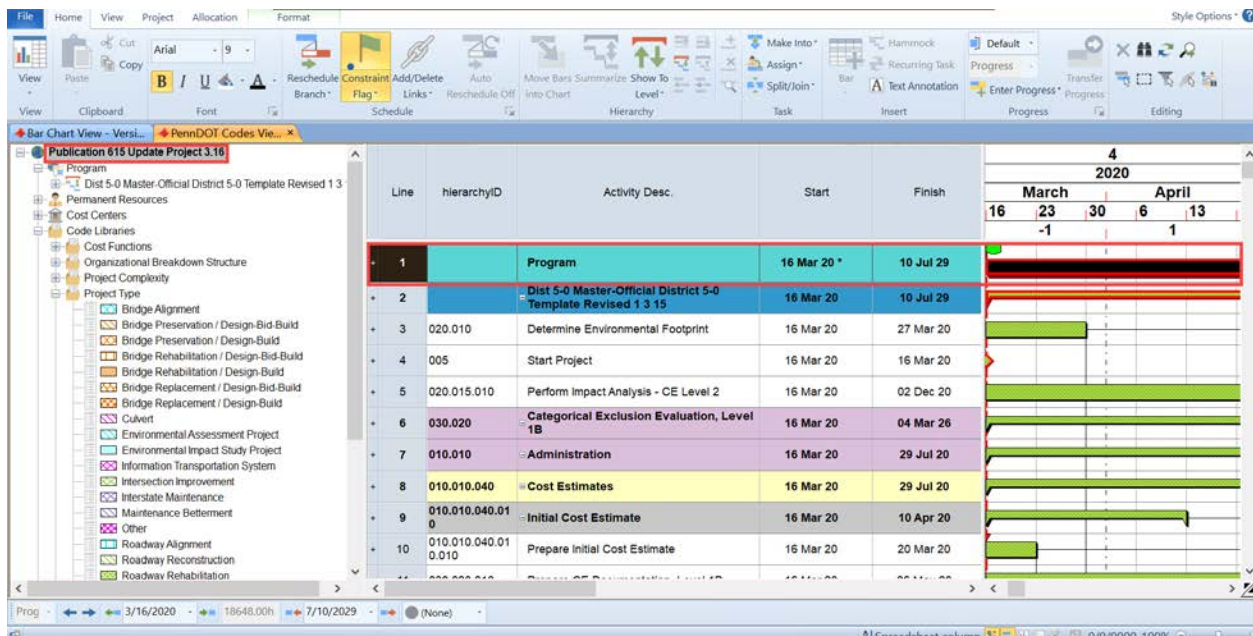 File Home View Project Allocation Format Style Options
Cut
Copy
Paste
View
Arial 9
B I U A
Reschedule Branch
Constraint Flag
Add/Delete Links
Auto Reschedule Off
Move Bars Into Chart
Summarize
Show To Level
Make Into
Assign
Split/Join
Bar
Hammock
Recurring Task
A Text Annotation
Default
Progress
Enter Progress
Transfer Progress
View Clipboard Font Schedule Hierarchy Task Insert Progress Editing
Bar Chart View - Versi... PennDOT Codes Vie... ×
Publication 615 Update Project 3.16
Program
Dist 5-0 Master-Official District 5-0 Template Revised 1 3
Permanent Resources
Cost Centers
Code Libraries
Cost Functions
Organizational Breakdown Structure
Project Complexity
Project Type
Bridge Alignment
Bridge Preservation / Design-Bid-Build
Bridge Preservation / Design-Build
Bridge Rehabilitation / Design-Bid-Build
Bridge Rehabilitation / Design-Build
Bridge Replacement / Design-Bid-Build
Bridge Replacement / Design-Build
Culvert
Environmental Assessment Project
Environmental Impact Study Project
Information Transportation System
Intersection Improvement
Interstate Maintenance
Maintenance Betterment
Other
Roadway Alignment
Roadway Reconstruction
Roadway Rehabilitation
Line hierarchyID Activity Desc. Start Finish
4
2020
March April
16 23 30 6 13
-1 1
1 Program 16 Mar 20 * 10 Jul 29
2 Dist 5-0 Master-Official District 5-0 Template Revised 1 3 15 16 Mar 20 10 Jul 29
3 020.010 Determine Environmental Footprint 16 Mar 20 27 Mar 20
4 005 Start Project 16 Mar 20 16 Mar 20
5 020.015.010 Perform Impact Analysis - CE Level 2 16 Mar 20 02 Dec 20
6 030.020 Categorical Exclusion Evaluation, Level 1B 16 Mar 20 04 Mar 26
7 010.010 Administration 16 Mar 20 29 Jul 20
8 010.010.040 Cost Estimates 16 Mar 20 29 Jul 20
9 010.010.040.010 Initial Cost Estimate 16 Mar 20 10 Apr 20
10 010.010.040.010.010 Prepare Initial Cost Estimate 16 Mar 20 20 Mar 20
Prog 3/16/2020 18648.00h 7/10/2029 (None)